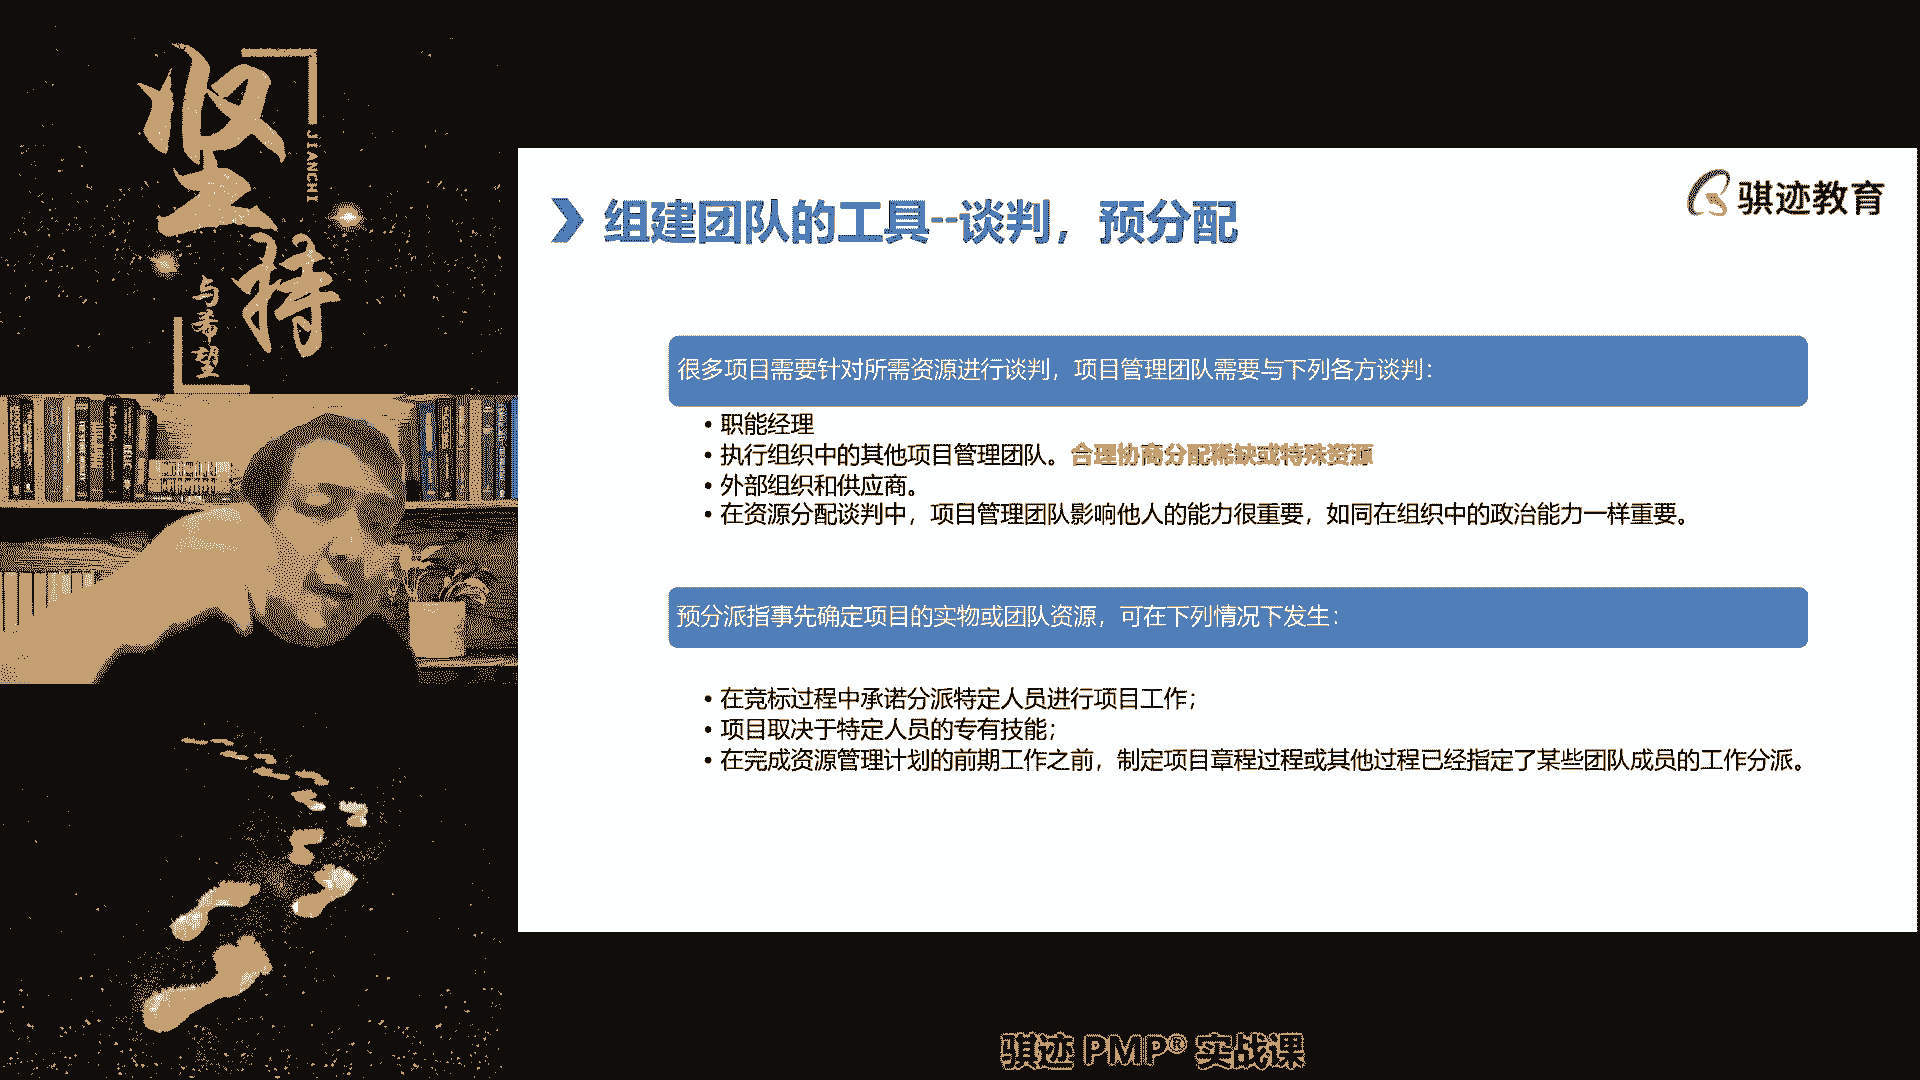 坚持
JIANCHI
与希望
骐迹教育
组建团队的工具--谈判，预分配
很多项目需要针对所需资源进行谈判，项目管理团队需要与下列各方谈判：
• 职能经理
• 执行组织中的其他项目管理团队。合理协商分配稀缺或特殊资源
• 外部组织和供应商。
• 在资源分配谈判中，项目管理团队影响他人的能力很重要，如同在组织中的政治能力一样重要。
预分派指事先确定项目的实物或团队资源，可在下列情况下发生：
• 在竞标过程中承诺分派特定人员进行项目工作；
• 项目取决于特定人员的专有技能；
• 在完成资源管理计划的前期工作之前，制定项目章程过程或其他过程已经指定了某些团队成员的工作分派。
骐迹 PMP® 实战课